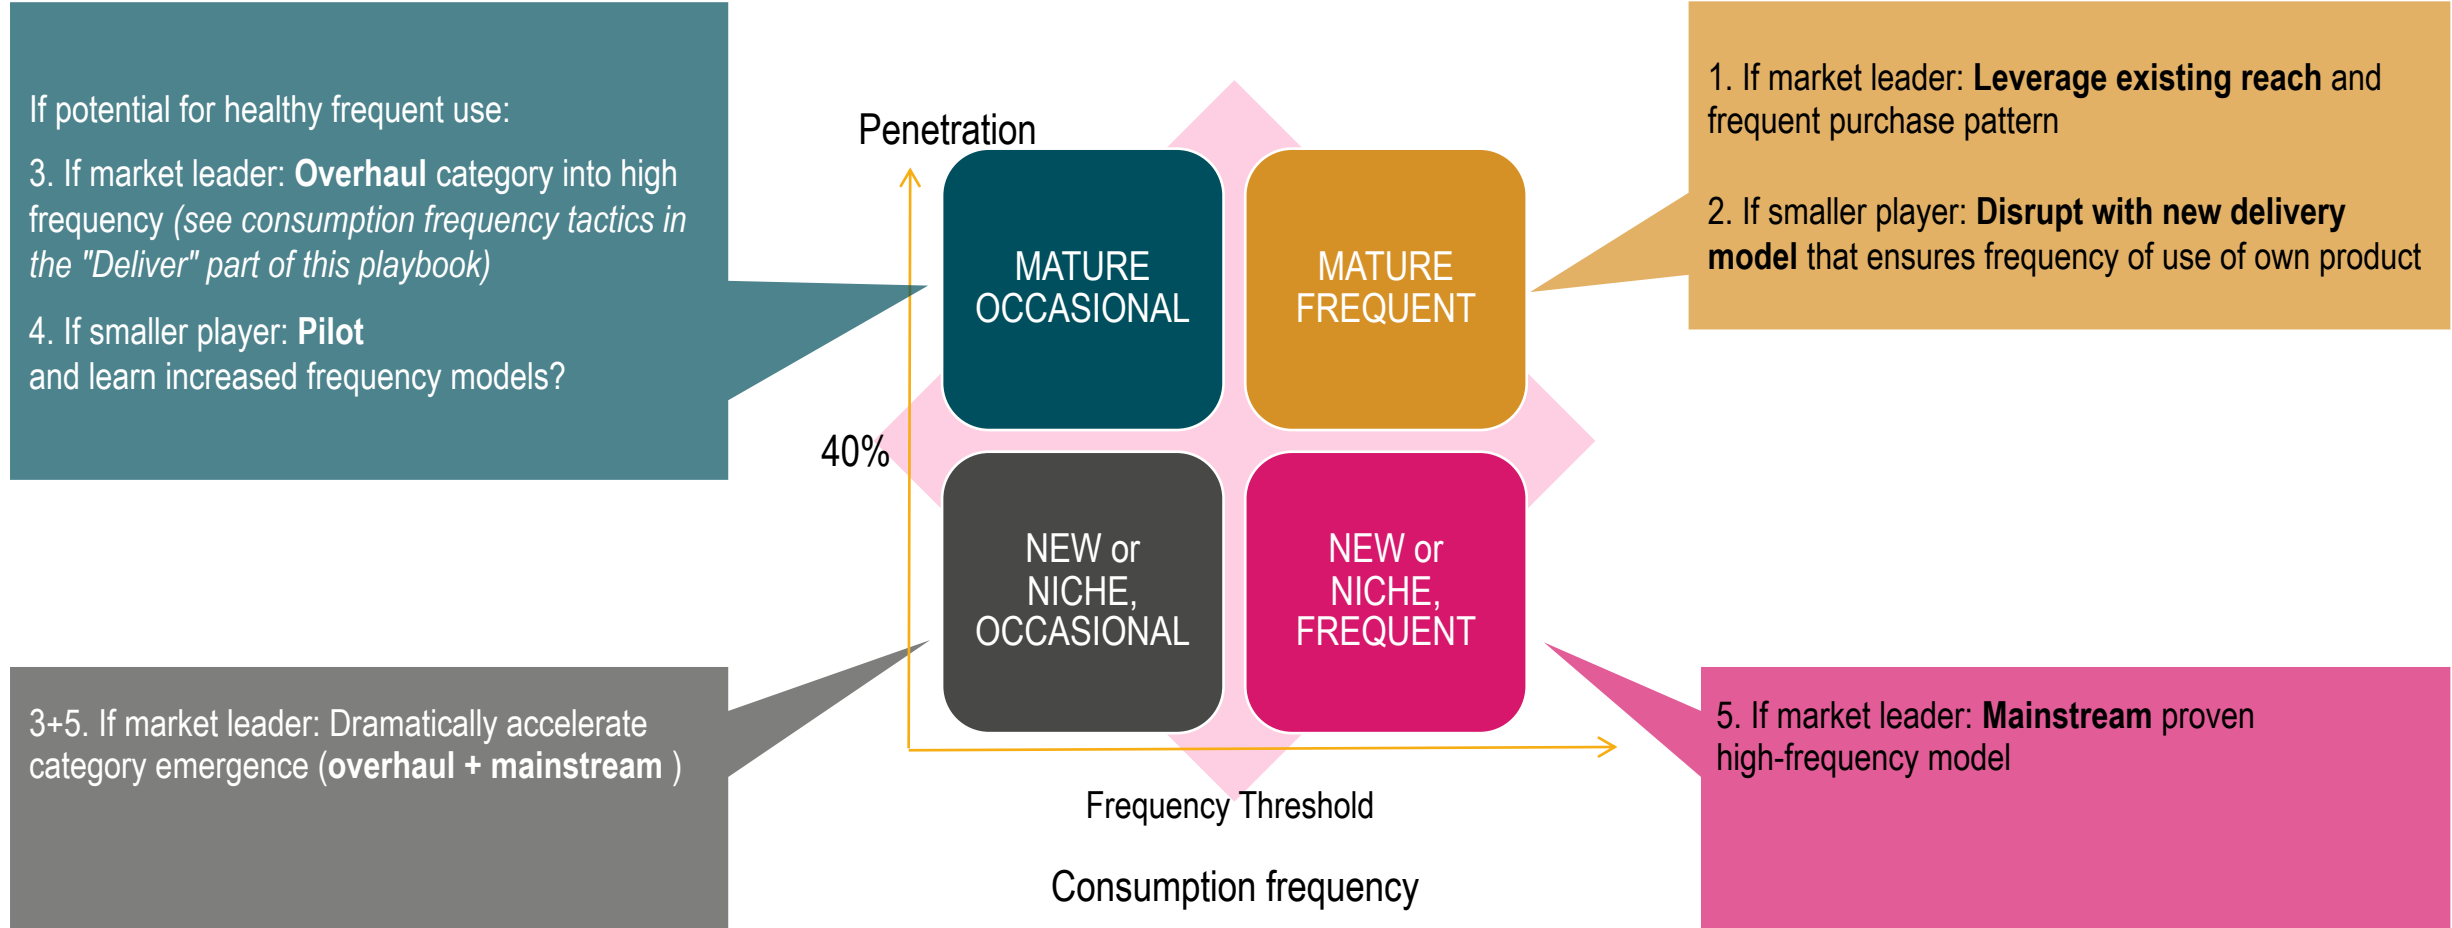 If potential for healthy frequent use:
3. If market leader: Overhaul category into high
frequency (see consumption frequency tactics in
the "Deliver" part of this playbook)
4. If smaller player: Pilot
and learn increased frequency models?
1. If market leader: Leverage existing reach and
frequent purchase pattern
2. If smaller player: Disrupt with new delivery
model that ensures frequency of use of own product
Penetration
MATURE
OCCASIONAL
MATURE
FREQUENT
40%
NEW or
NICHE,
OCCASIONAL
NEW or
NICHE,
FREQUENT
3+5. If market leader: Dramatically accelerate
category emergence (overhaul + mainstream )
5. If market leader: Mainstream proven
high-frequency model
Frequency Threshold
Consumption frequency